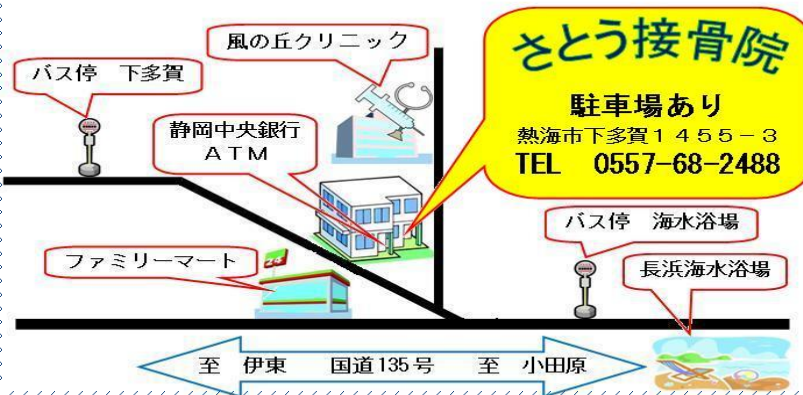 風の丘クリニック
さとう接骨院
駐車場あり
熱海市下多賀1455-3
TEL 0557-68-2488
バス停 下多賀
静岡中央銀行
ATM
バス停 海水浴場
ファミリーマート
24
長浜海水浴場
至 伊東 国道135号 至 小田原